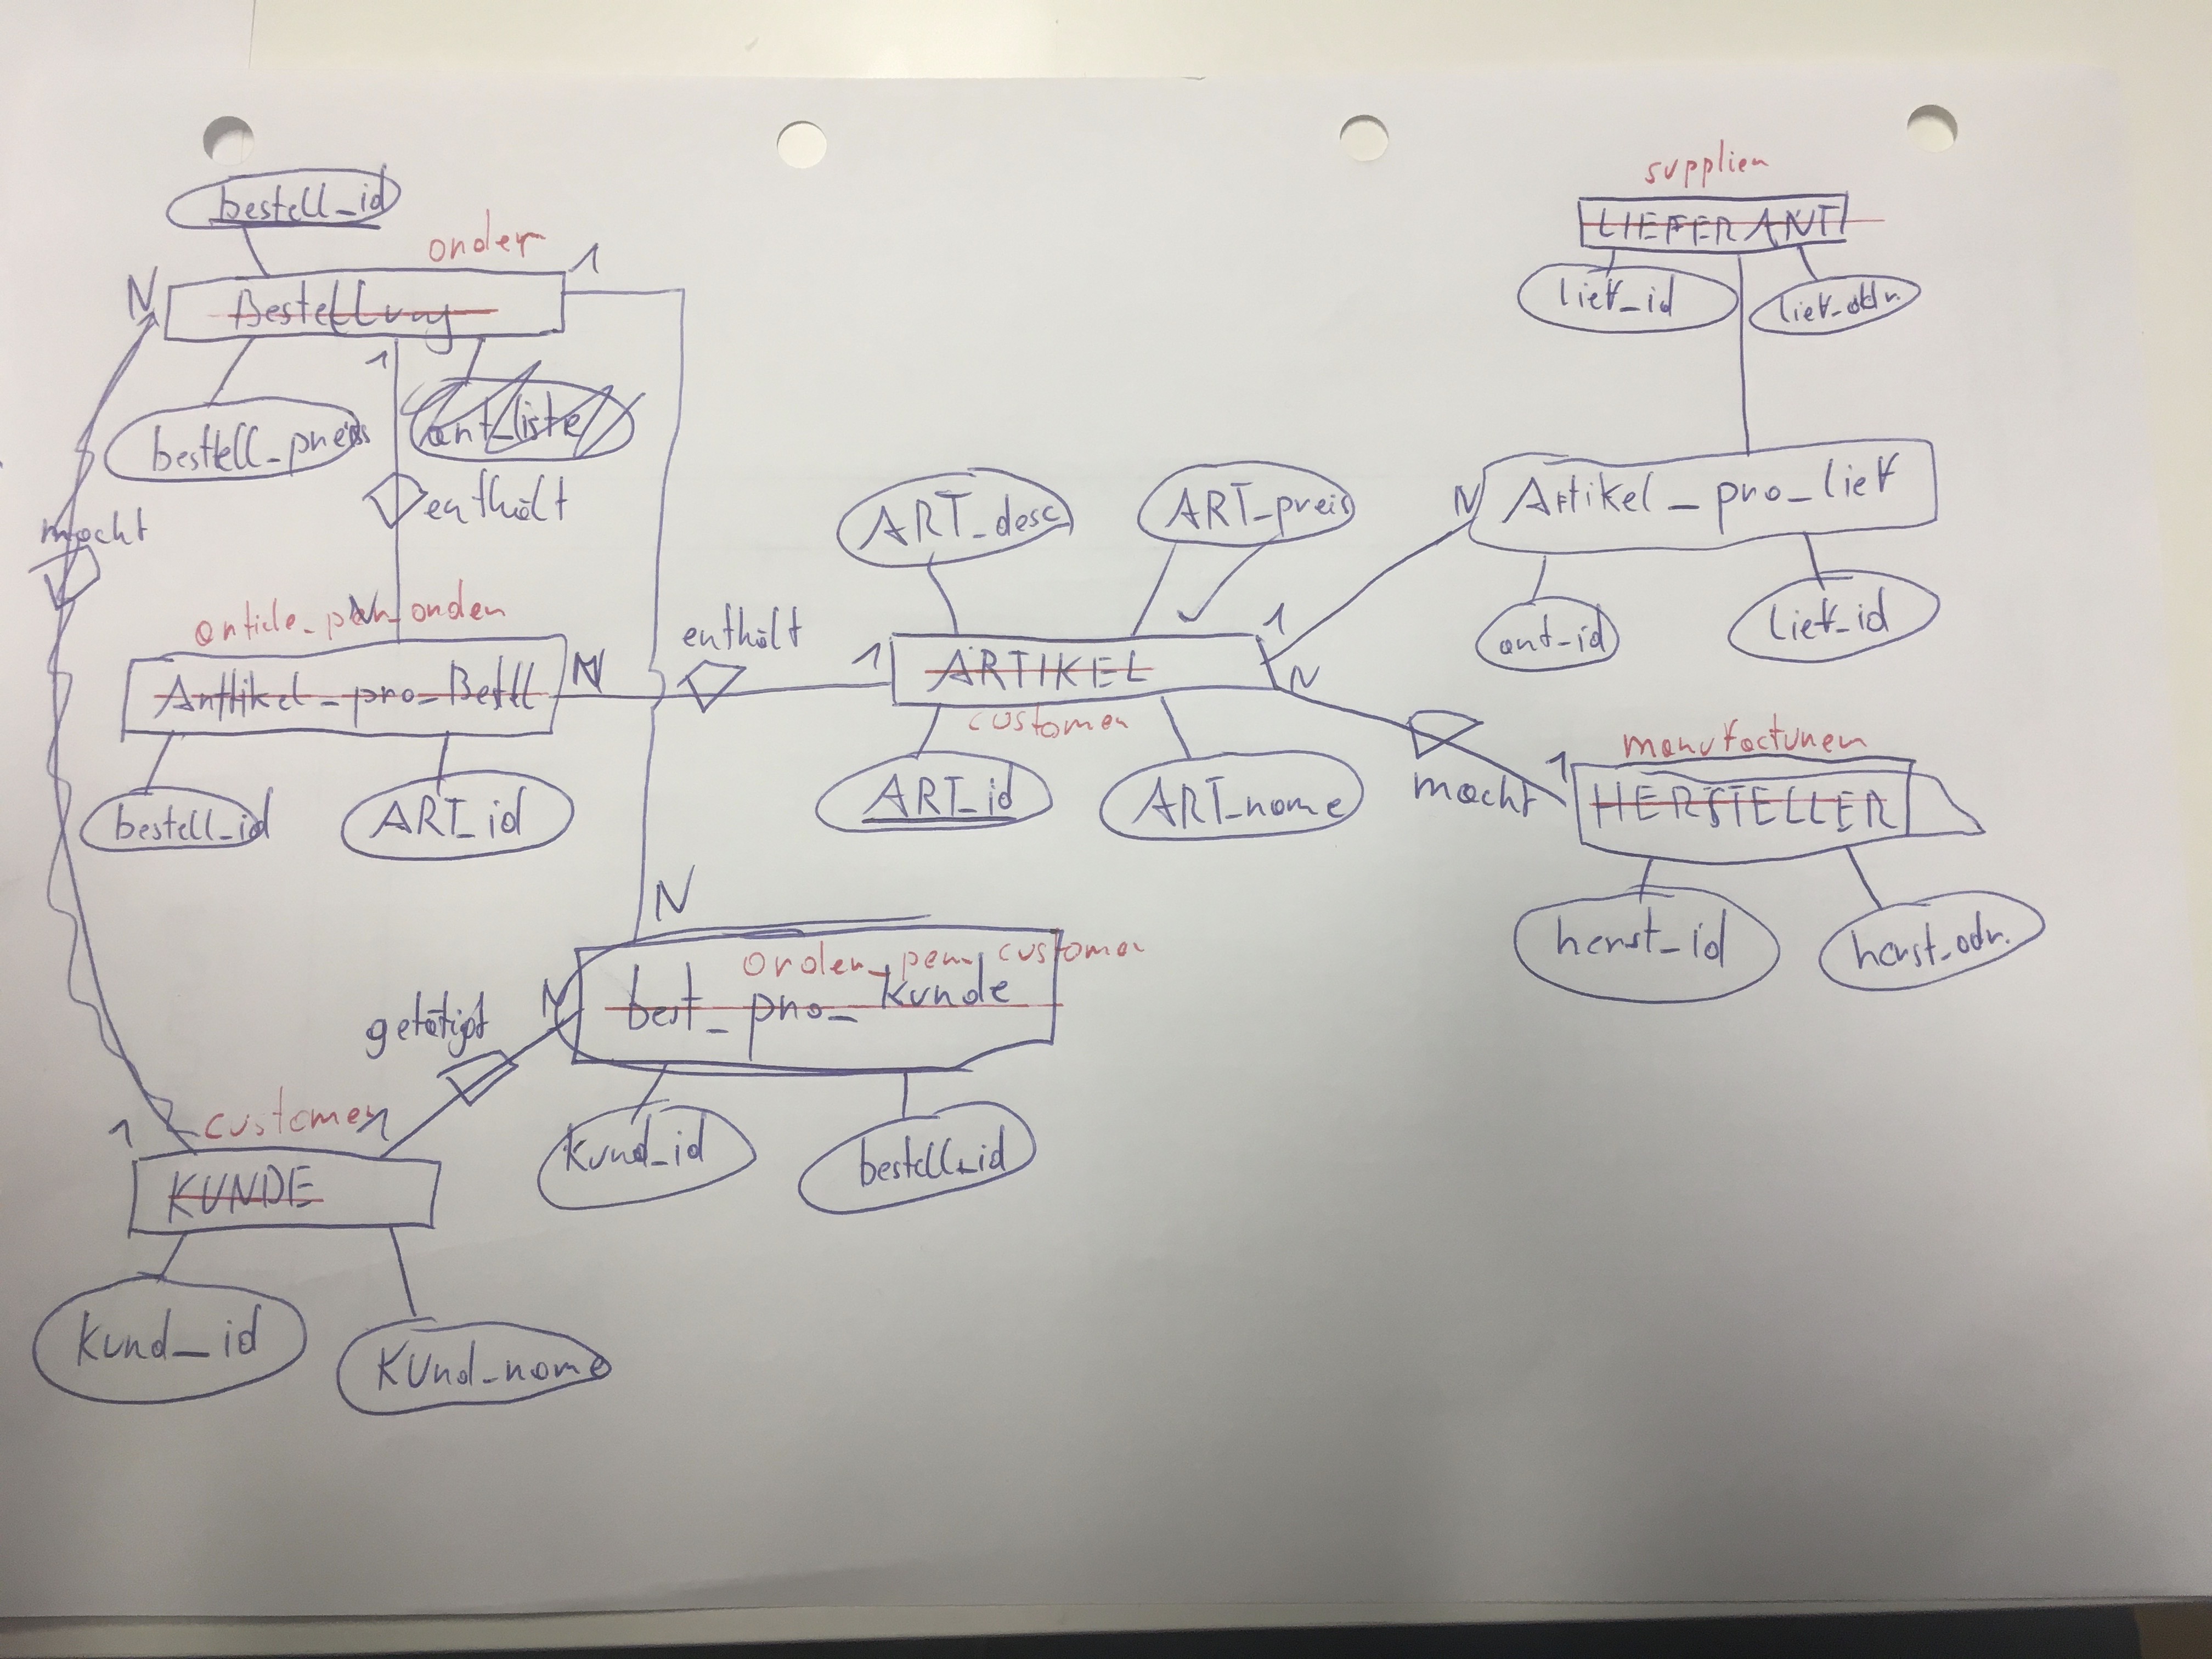 supplier
LIEFERANT
lief_id
lief_adr.
bestell_id
order
1
N
Bestellung
1
bestell_preis
art_liste
enthält
macht
ART_desc
ART_preis
N
Artikel_pro_lief
art_id
lief_id
article_per_order
N
Arttikel_pro_Bestll
N
enthält
1
ARTIKEL
1
N
customer
bestell_id
ART_id
ART_id
ART_name
macht
manufacturer
1
HERSTELLER
herst_id
herst_adr.
N
order_per_customer
best_pro_Kunde
N
getätigt
kund_id
bestell_id
1
customer
1
KUNDE
Kund_id
KUnd_name